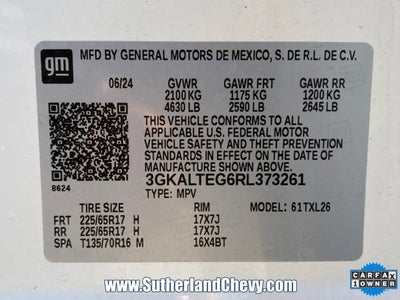 gm
MFD BY GENERAL MOTORS DE MEXICO, S. DE R.L. DE C.V.
06/24 GVWR GAWR FRT GAWR RR
2100 KG 1175 KG 1200 KG
4630 LB 2590 LB 2645 LB
THIS VEHICLE CONFORMS TO ALL
APPLICABLE U.S. FEDERAL MOTOR
VEHICLE SAFETY AND THEFT
PREVENTION STANDARDS IN EFFECT
ON THE DATE OF MANUFACTURE
SHOWN ABOVE.
8624
3GKALTEG6RL373261
TYPE: MPV MODEL: 61TXL26
TIRE SIZE RIM
FRT 225/65R17 H 17X7J
RR 225/65R17 H 17X7J
SPA T135/70R16 M 16X4BT
www.SutherlandChevy.com
CARFAX
1 OWNER